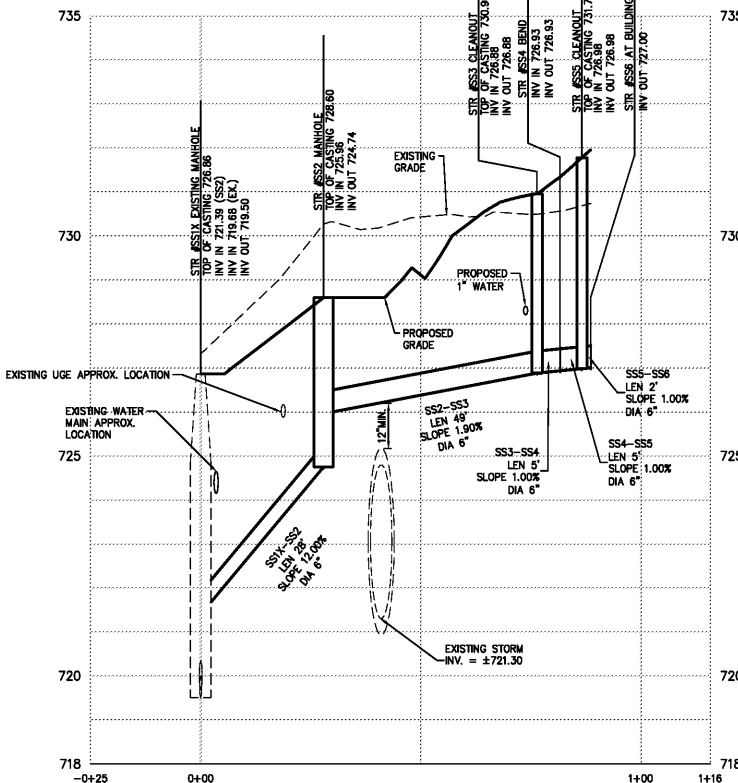 735
STR #SS3 CLEANOUT
INV IN 726.88
INV OUT 726.88
STR #SS4 BEND
INV IN 726.93
INV OUT 726.93
STR #SS5 CLEANOUT
INV IN 726.98
INV OUT 726.98
STR #SS6 AT BUILDING
INV OUT 727.00
STR #SS1X EXISTING MANHOLE
TOP OF CASTING 726.86
INV IN 721.39 (SS2)
INV IN 719.68 (EX.)
INV OUT 719.50
STR #SS2 MANHOLE
TOP OF CASTING 728.60
INV IN 725.96
INV OUT 724.74
EXISTING
GRADE
730
PROPOSED
1" WATER
PROPOSED
GRADE
EXISTING UGE APPROX. LOCATION
EXISTING WATER
MAIN APPROX.
LOCATION
12"MIN.
SS2-SS3
LEN 49'
SLOPE 1.90%
DIA 6"
SS5-SS6
LEN 2'
SLOPE 1.00%
DIA 6"
SS3-SS4
LEN 5'
SLOPE 1.00%
DIA 6"
SS4-SS5
LEN 5'
SLOPE 1.00%
DIA 6"
725
SS1X-SS2
LEN 28'
SLOPE 12.00%
DIA 6"
EXISTING STORM
INV. = ±721.30
720
718
-0+25
0+00
1+00
1+16